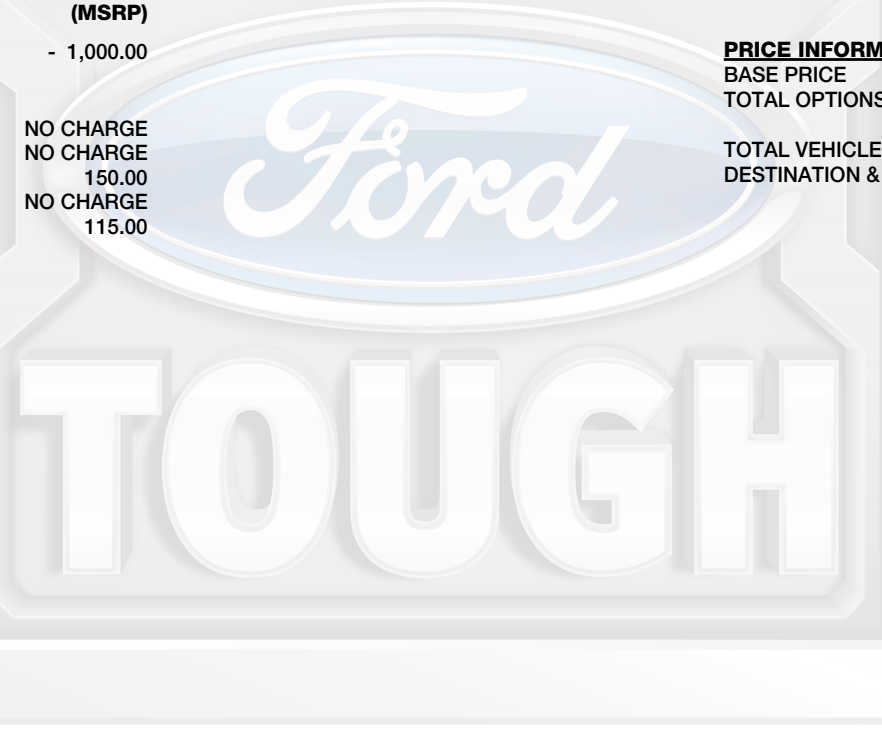 (MSRP)
- 1,000.00
NO CHARGE
NO CHARGE
150.00
NO CHARGE
115.00
PRICE INFORM
BASE PRICE
TOTAL OPTIONS
TOTAL VEHICLE
DESTINATION &
Ford
TOUGH